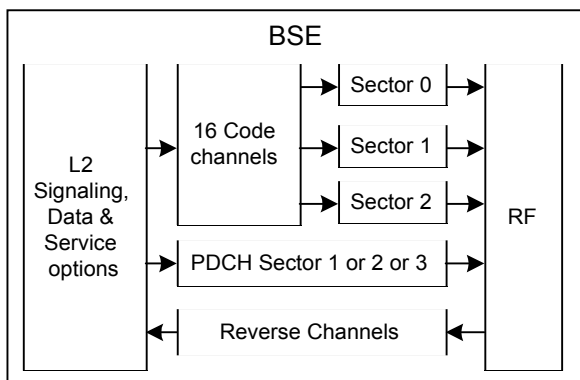 BSE
L2
Signaling,
Data &
Service
options
16 Code
channels
Sector 0
Sector 1
Sector 2
PDCH Sector 1 or 2 or 3
Reverse Channels
RF